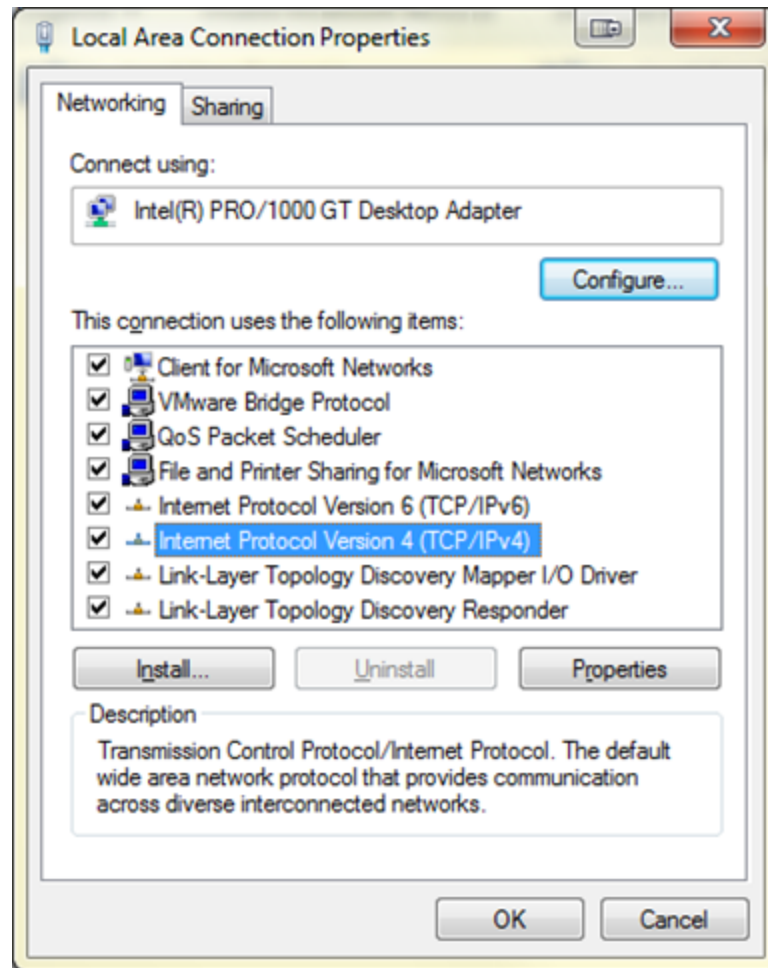 Local Area Connection Properties
Networking
Sharing
Connect using:
Intel(R) PRO/1000 GT Desktop Adapter
Configure...
This connection uses the following items:
Client for Microsoft Networks
VMware Bridge Protocol
QoS Packet Scheduler
File and Printer Sharing for Microsoft Networks
Internet Protocol Version 6 (TCP/IPv6)
Internet Protocol Version 4 (TCP/IPv4)
Link-Layer Topology Discovery Mapper I/O Driver
Link-Layer Topology Discovery Responder
Install...
Uninstall
Properties
Description
Transmission Control Protocol/Internet Protocol. The default
wide area network protocol that provides communication
across diverse interconnected networks.
OK
Cancel